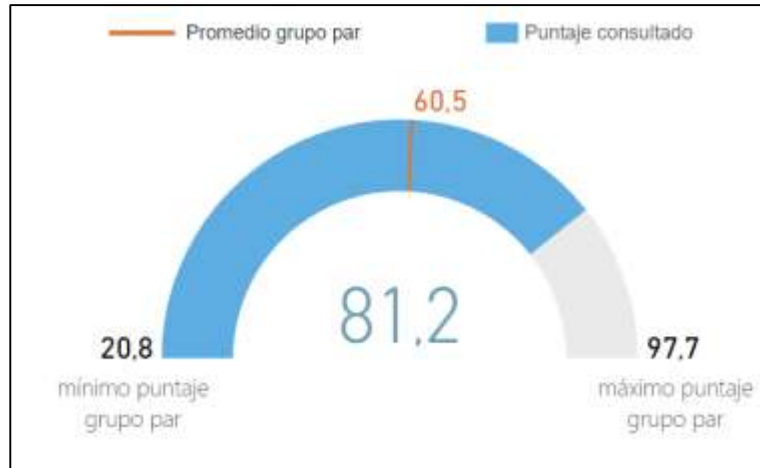 Promedio grupo par
Puntaje consultado
60,5
81,2
20,8
mínimo puntaje
grupo par
97,7
máximo puntaje
grupo par